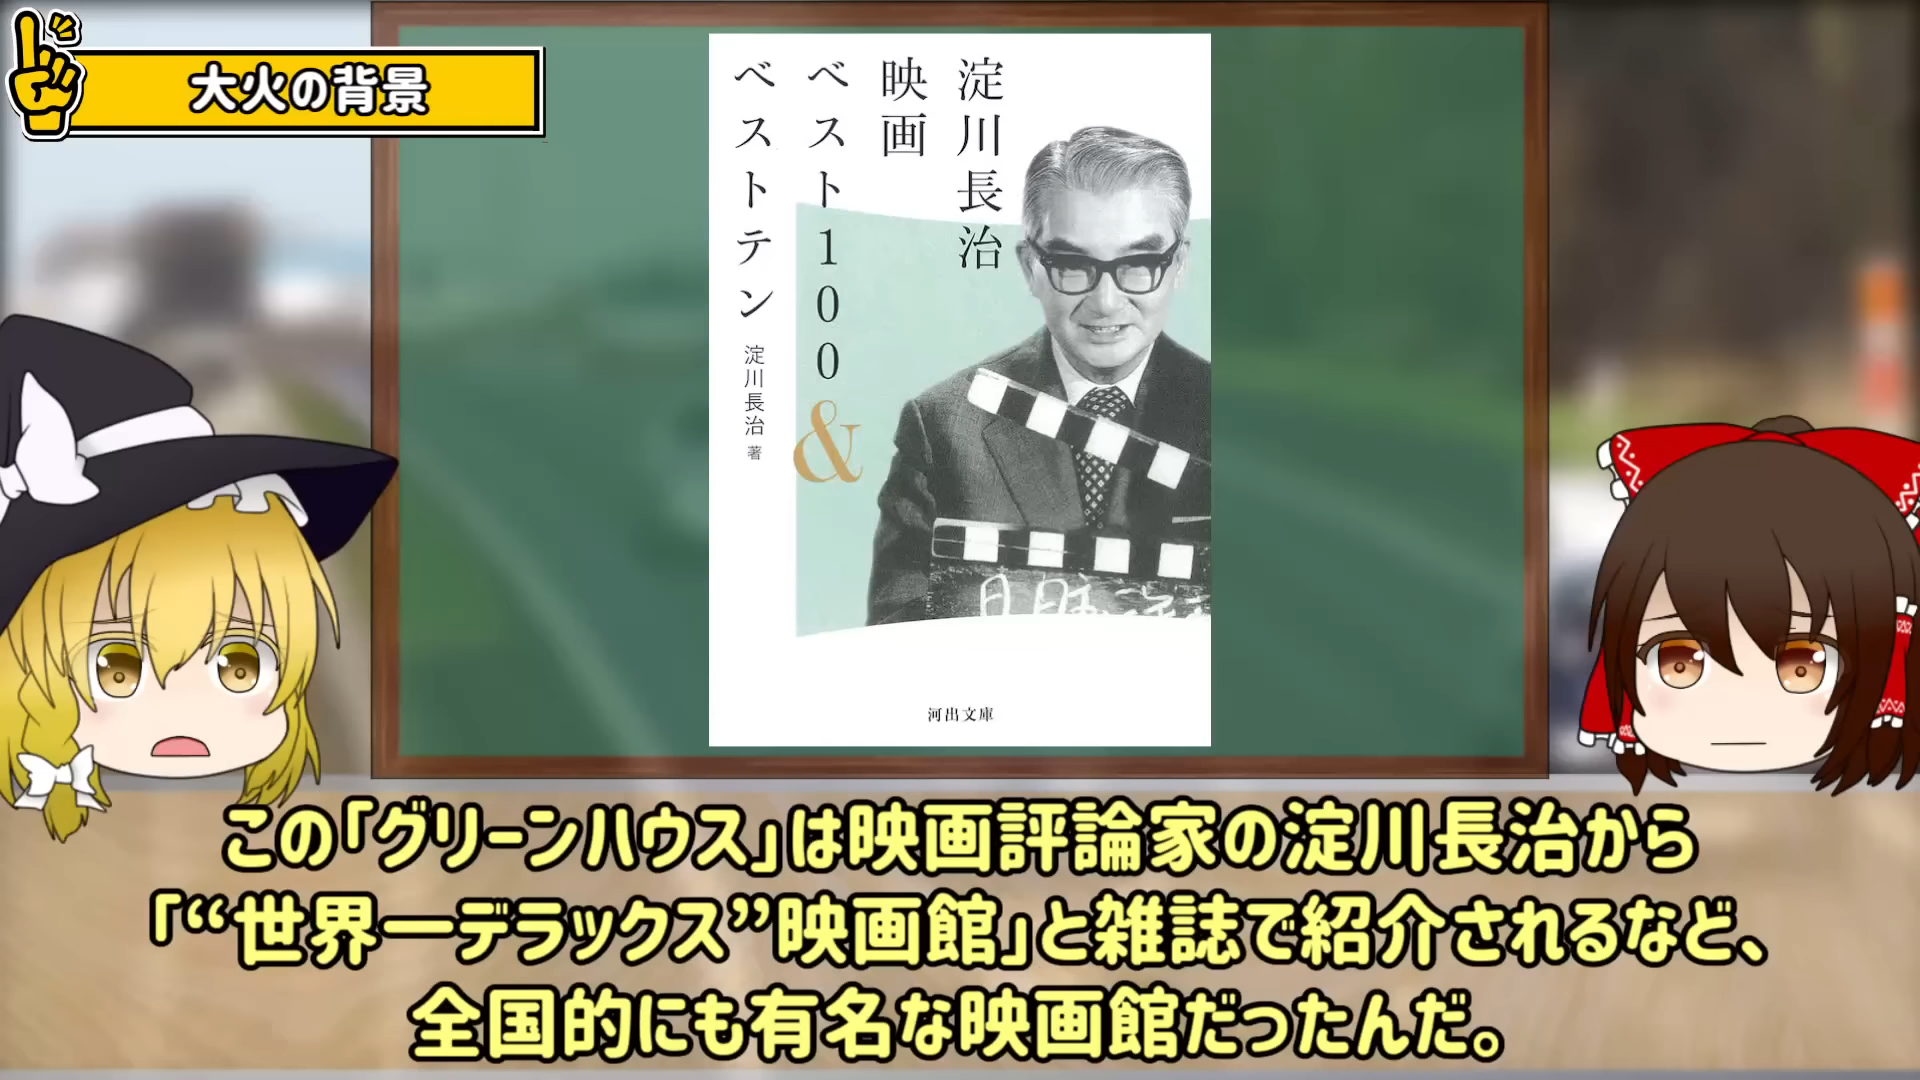 大火の背景
淀川長治
映画
ベスト100
&
ベストテン
淀川長治 著
河出文庫
この「グリーンハウス」は映画評論家の淀川長治から
「“世界一デラックス”映画館」と雑誌で紹介されるなど、
全国的にも有名な映画館だったんだ。